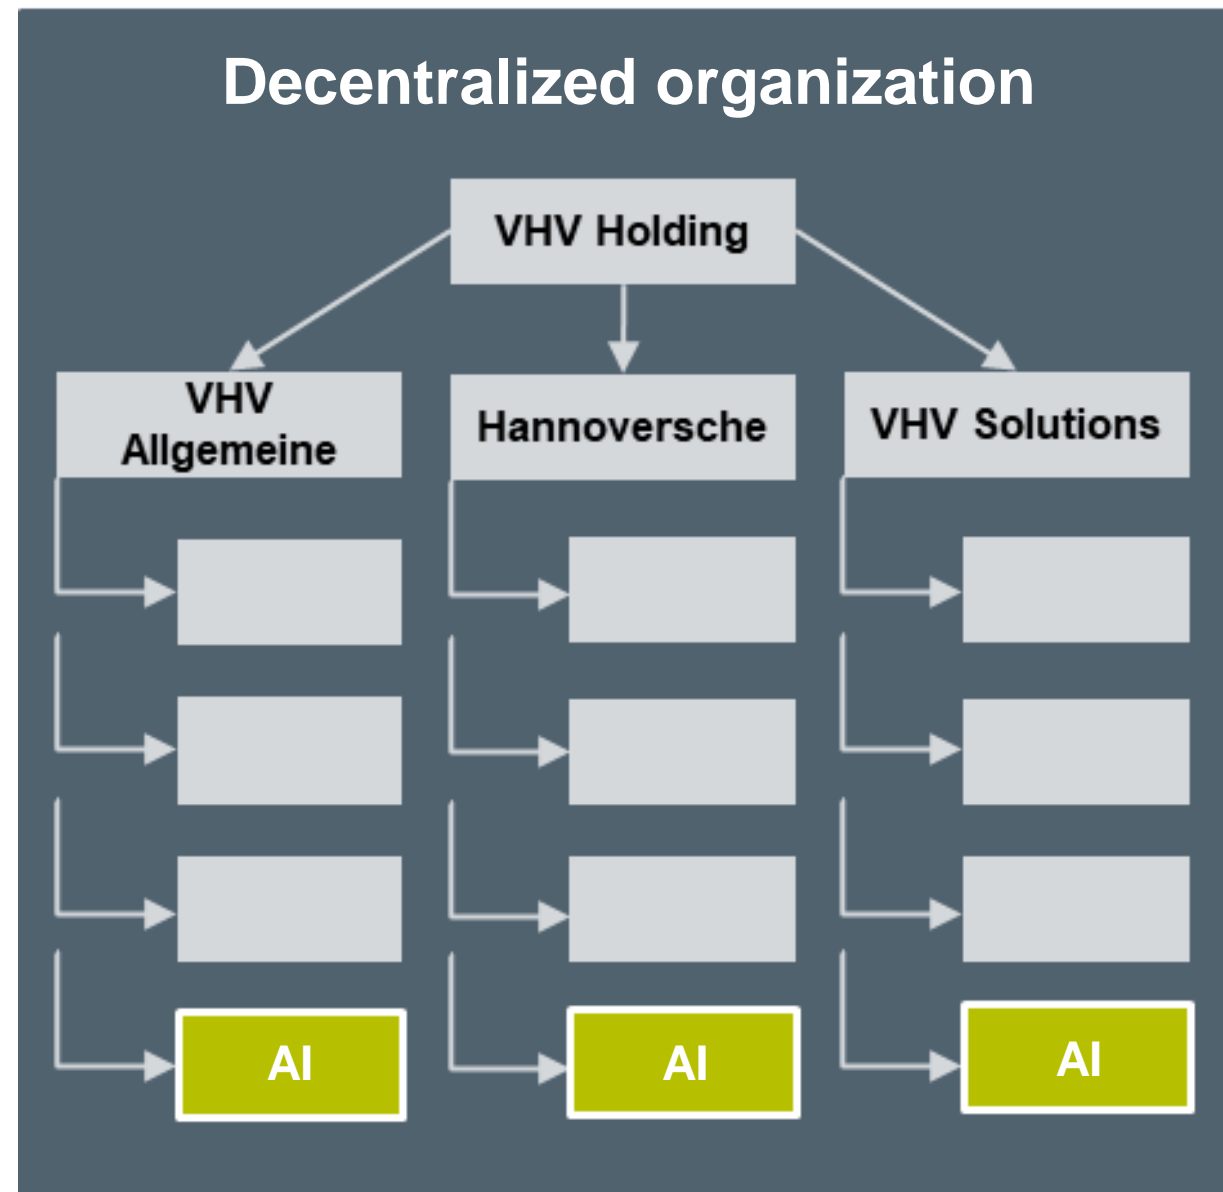 Decentralized organization
VHV Holding
VHV
Allgemeine
Hannoversche
VHV Solutions
AI
AI
AI